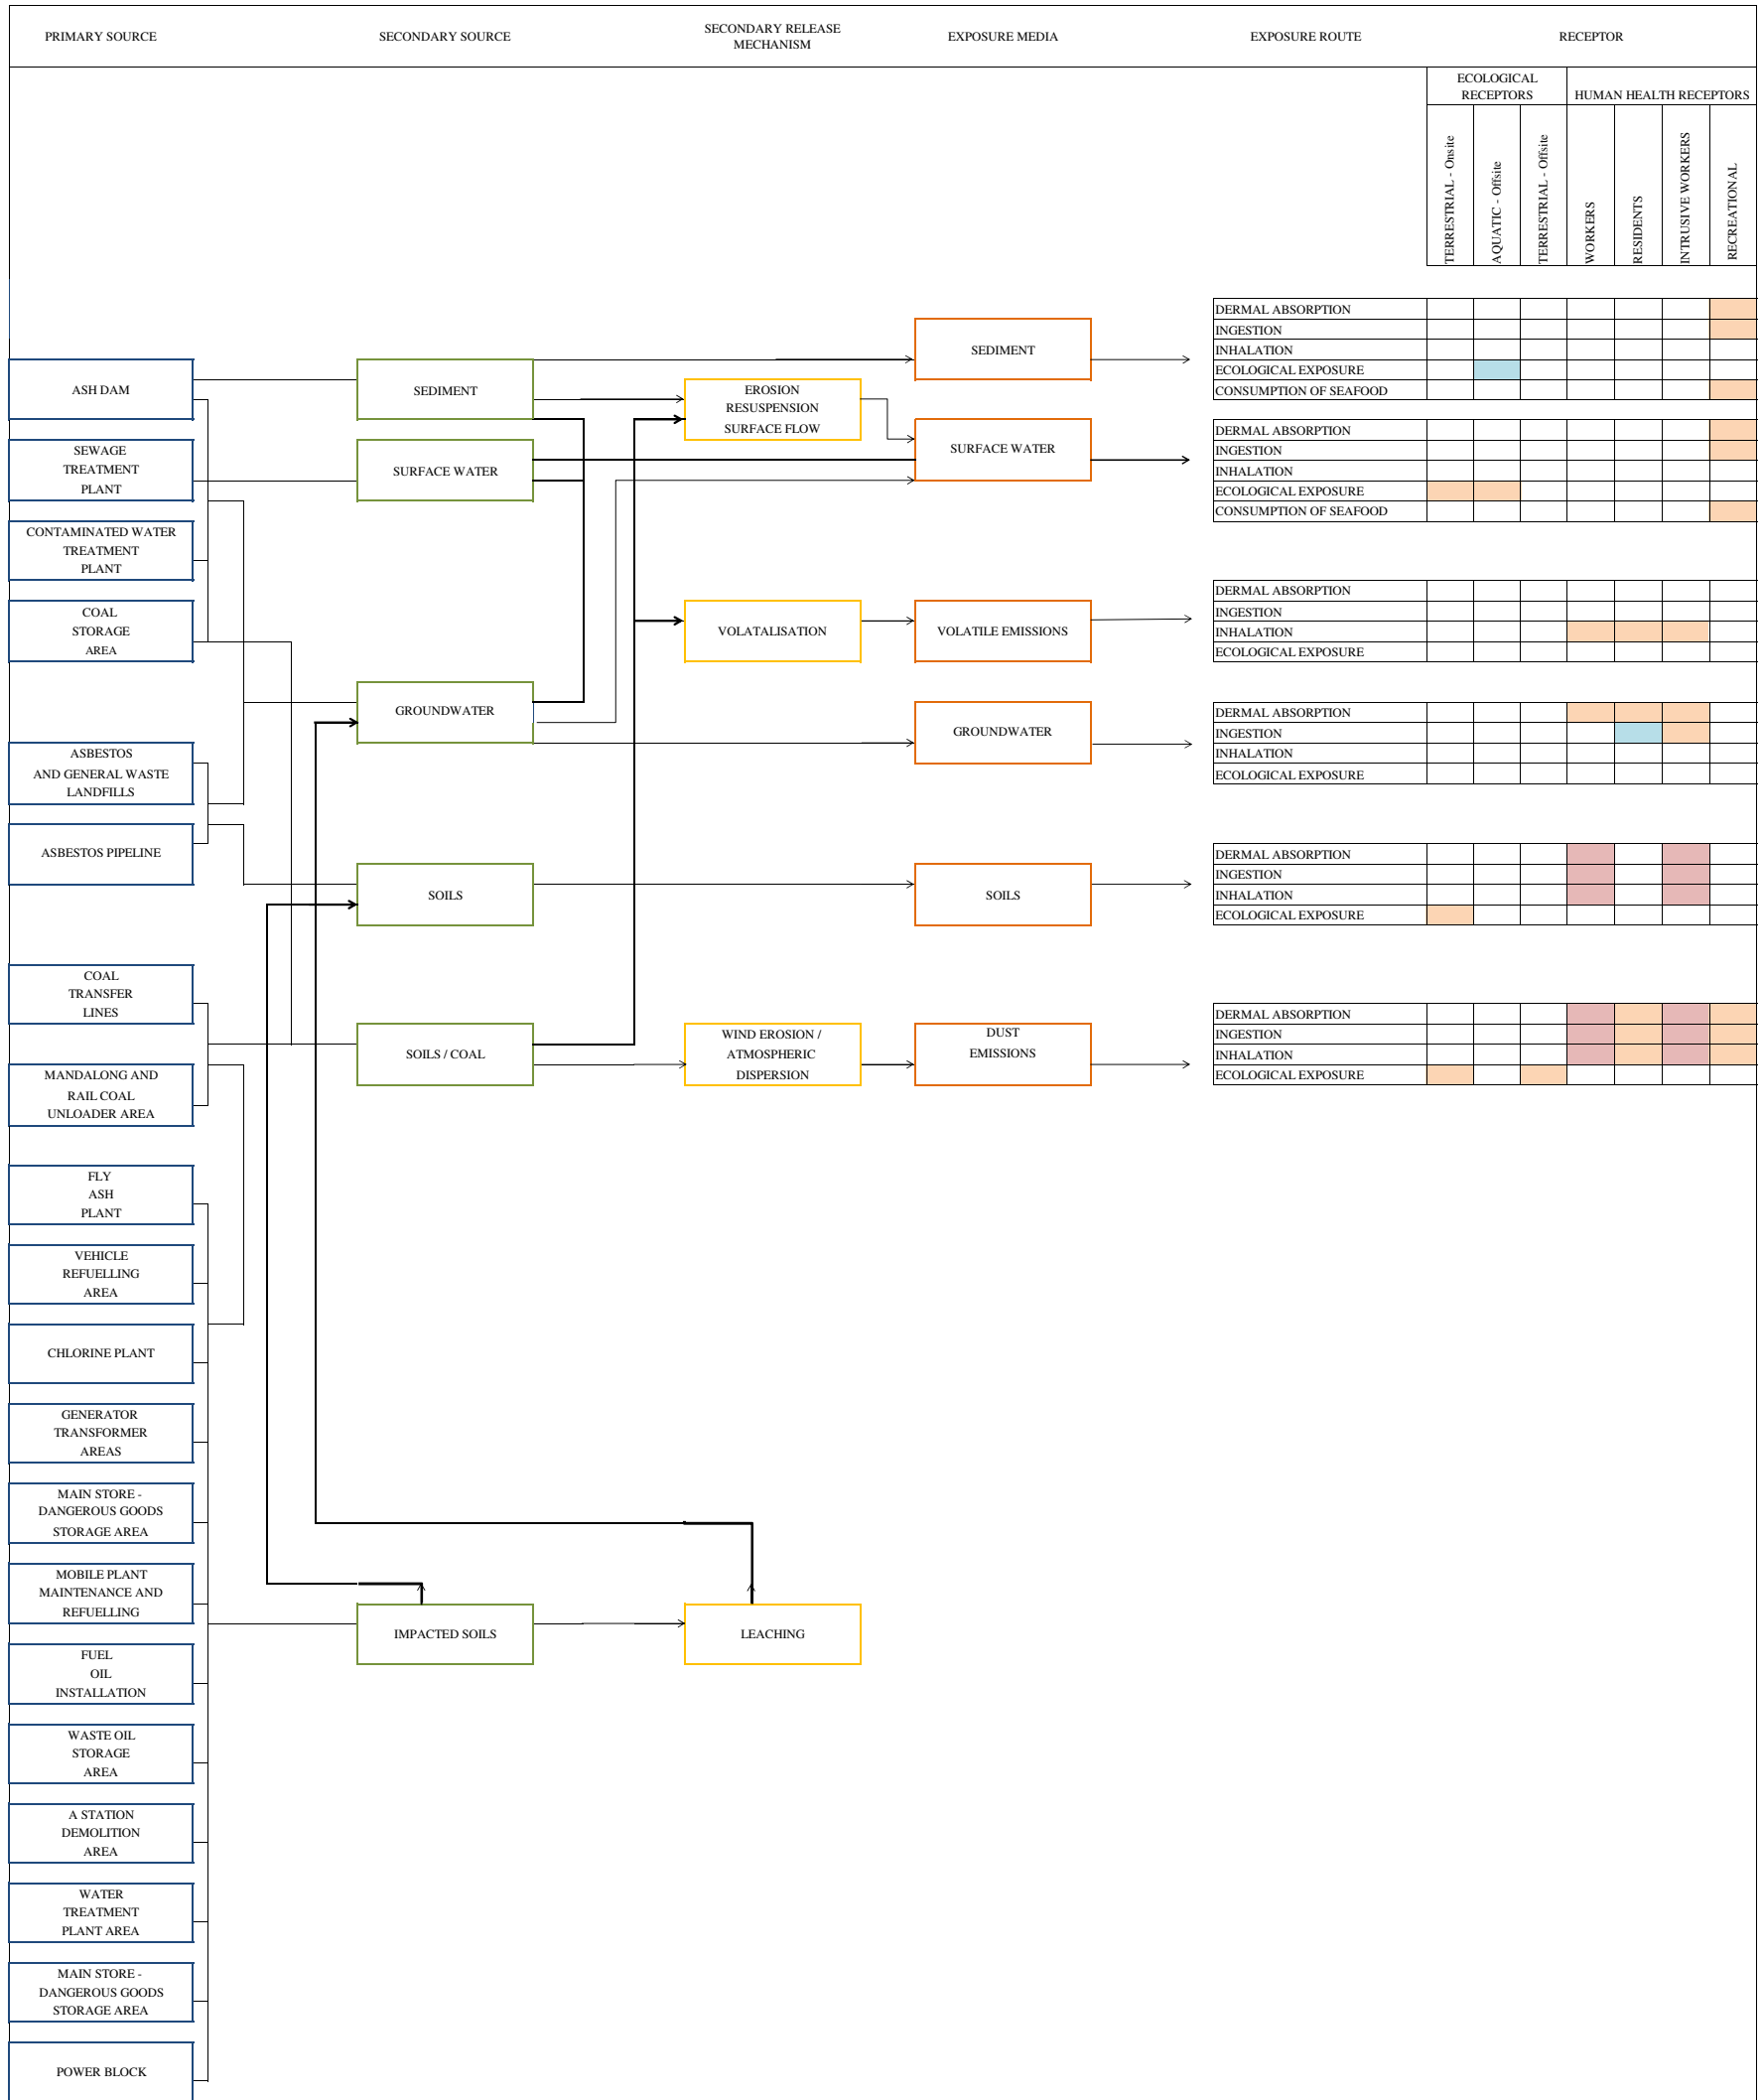 PRIMARY SOURCE
SECONDARY SOURCE
SECONDARY RELEASE
MECHANISM
EXPOSURE MEDIA
EXPOSURE ROUTE
RECEPTOR
ECOLOGICAL
RECEPTORS
HUMAN HEALTH RECEPTORS
TERRESTRIAL - Onsite
AQUATIC - Offsite
TERRESTRIAL - Offsite
WORKERS
RESIDENTS
INTRUSIVE WORKERS
RECREATIONAL
ASH DAM
SEWAGE
TREATMENT
PLANT
CONTAMINATED WATER
TREATMENT
PLANT
COAL
STORAGE
AREA
ASBESTOS
AND GENERAL WASTE
LANDFILLS
ASBESTOS PIPELINE
COAL
TRANSFER
LINES
MANDALONG AND
RAIL COAL
UNLOADER AREA
FLY
ASH
PLANT
VEHICLE
REFUELLING
AREA
CHLORINE PLANT
GENERATOR
TRANSFORMER
AREAS
MAIN STORE -
DANGEROUS GOODS
STORAGE AREA
MOBILE PLANT
MAINTENANCE AND
REFUELLING
FUEL
OIL
INSTALLATION
WASTE OIL
STORAGE
AREA
A STATION
DEMOLITION
AREA
WATER
TREATMENT
PLANT AREA
MAIN STORE -
DANGEROUS GOODS
STORAGE AREA
POWER BLOCK
SEDIMENT
SURFACE WATER
GROUNDWATER
SOILS
SOILS / COAL
IMPACTED SOILS
EROSION
RESUSPENSION
SURFACE FLOW
VOLATALISATION
WIND EROSION /
ATMOSPHERIC
DISPERSION
LEACHING
SEDIMENT
SURFACE WATER
VOLATILE EMISSIONS
GROUNDWATER
SOILS
DUST
EMISSIONS
DERMAL ABSORPTION
INGESTION
INHALATION
ECOLOGICAL EXPOSURE
CONSUMPTION OF SEAFOOD
DERMAL ABSORPTION
INGESTION
INHALATION
ECOLOGICAL EXPOSURE
CONSUMPTION OF SEAFOOD
DERMAL ABSORPTION
INGESTION
INHALATION
ECOLOGICAL EXPOSURE
DERMAL ABSORPTION
INGESTION
INHALATION
ECOLOGICAL EXPOSURE
DERMAL ABSORPTION
INGESTION
INHALATION
ECOLOGICAL EXPOSURE
DERMAL ABSORPTION
INGESTION
INHALATION
ECOLOGICAL EXPOSURE